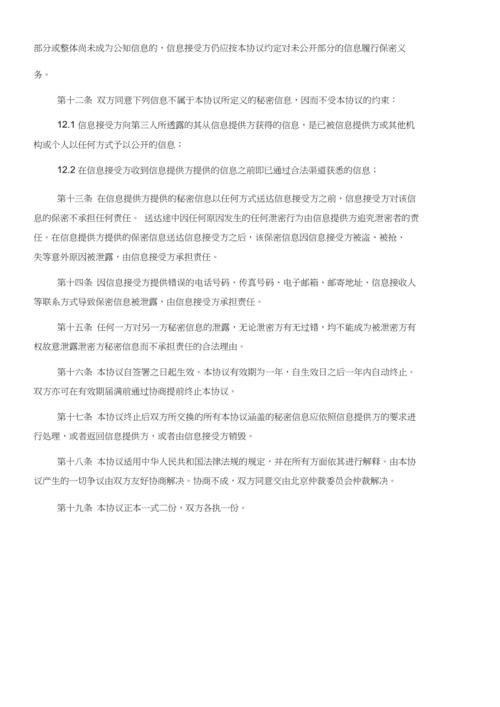 部分或整体尚未成为公知信息的，信息接受方仍应按本协议约定对未公开部分的信息履行保密义
务。
第十二条 双方同意下列信息不属于本协议所定义的秘密信息，因而不受本协议的约束：
12.1 信息接受方向第三人所透露的其从信息提供方获得的信息，是已被信息提供方或其他机
构或个人以任何方式予以公开的信息；
12.2 在信息接受方收到信息提供方提供的信息之前即已通过合法渠道获悉的信息；
第十三条 在信息提供方提供的秘密信息以任何方式送达信息接受方之前，信息接受方对该信
息的保密不承担任何责任。 送达途中因任何原因发生的任何泄密行为由信息提供方追究泄密者的责
任。在信息提供方提供的保密信息送达信息接受方之后，该保密信息因信息接受方被盗、被抢、
失等意外原因被泄露，由信息接受方承担责任。
第十四条 因信息接受方提供错误的电话号码、传真号码、电子邮箱、邮寄地址、信息接收人
等联系方式导致保密信息被泄露，由信息接受方承担责任。
第十五条 任何一方对另一方秘密信息的泄露，无论泄密方有无过错，均不能成为被泄密方有
权故意泄露泄密方秘密信息而不承担责任的合法理由。
第十六条 本协议自签署之日起生效。本协议有效期为一年，自生效日之后一年内自动终止。
双方亦可在有效期届满前通过协商提前终止本协议。
第十七条 本协议终止后双方所交换的所有本协议涵盖的秘密信息应依照信息提供方的要求进
行处理，或者返回信息提供方，或者由信息接受方销毁。
第十八条 本协议适用中华人民共和国法律法规的规定，并在所有方面依其进行解释。由本协
议产生的一切争议由双方友好协商解决。协商不成，双方同意交由北京仲裁委员会仲裁解决。
第十九条 本协议正本一式二份，双方各执一份。